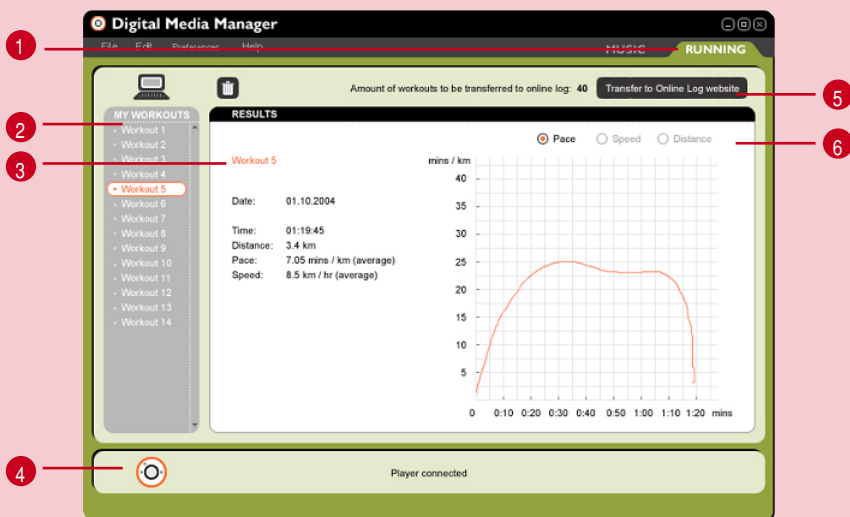 Digital Media Manager
File Edit Preferences Help
MUSIC RUNNING
1
Amount of workouts to be transferred to online log: 40 Transfer to Online Log website
5
MY WORKOUTS
Workout 1
Workout 2
Workout 3
Workout 4
Workout 5
Workout 6
Workout 7
Workout 8
Workout 9
Workout 10
Workout 11
Workout 12
Workout 13
Workout 14
2
RESULTS
3
Workout 5
Date: 01.10.2004
Time: 01:19:45
Distance: 3.4 km
Pace: 7.05 mins / km (average)
Speed: 8.5 km / hr (average)
Pace Speed Distance
6
mins / km
40
35
30
25
20
15
10
5
0 0:10 0:20 0:30 0:40 0:50 1:00 1:10 1:20 mins
4
Player connected